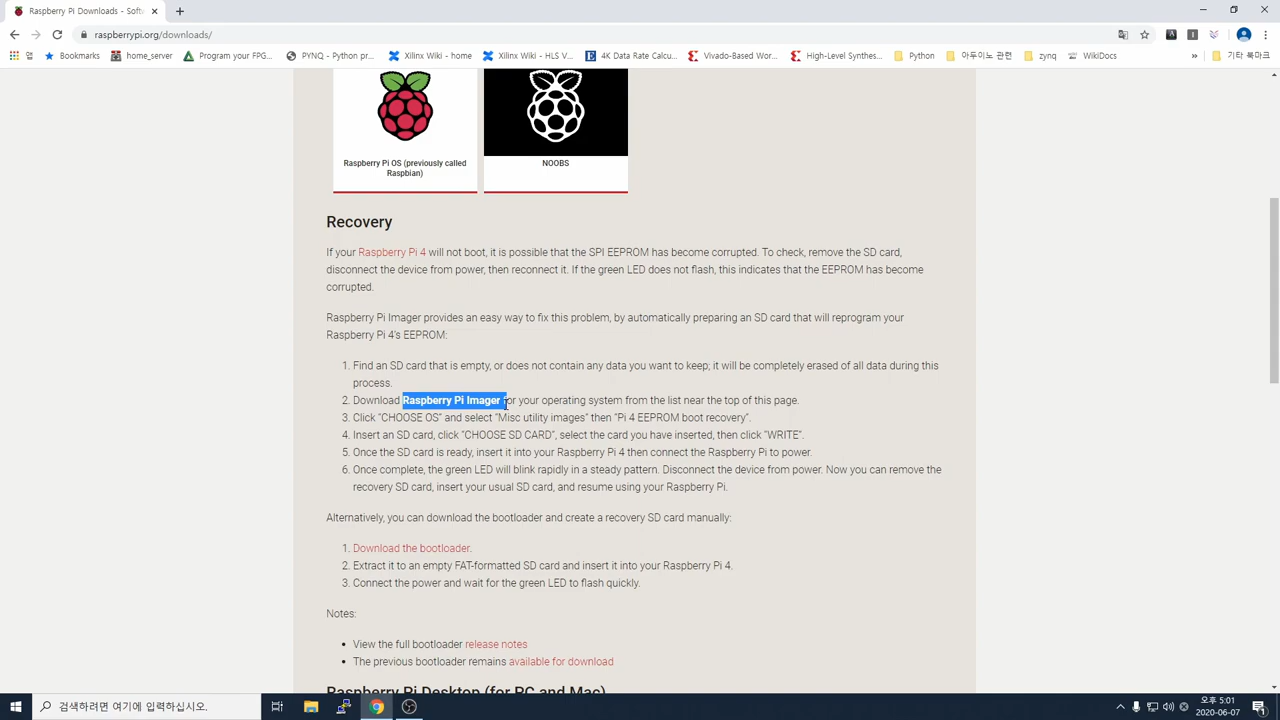 Raspberry Pi Downloads - Softw
raspberrypi.org/downloads/
앱
Bookmarks
home_server
Program your FPG...
PYNQ - Python pr...
Xilinx Wiki - home
Xilinx - HLS V...
4K Data Rate Calcu...
Vivado-Based Wor...
High-Level Synthes...
Python
아두이노 관련
zynq
WikiDocs
»
기타 북마크
Raspberry Pi OS (previously called
Raspbian)
NOOBS
Recovery
If your Raspberry Pi 4 will not boot, it is possible that the SPI EEPROM has become corrupted. To check, remove the SD card,
disconnect the device from power, then reconnect it. If the green LED does not flash, this indicates that the EEPROM has become
corrupted.
Raspberry Pi Imager provides an easy way to fix this problem, by automatically preparing an SD card that will reprogram your
Raspberry Pi 4's EEPROM:
1. Find an SD card that is empty, or does not contain any data you want to keep; it will be completely erased of all data during this
process.
2. Download Raspberry Pi Imager for your operating system from the list near the top of this page.
3. Click “CHOOSE OS” and select “Misc utility images” then “Pi 4 EEPROM boot recovery”.
4. Insert an SD card, click “CHOOSE SD CARD”, select the card you have inserted, then click “WRITE”.
5. Once the SD card is ready, insert it into your Raspberry Pi 4 then connect the Raspberry Pi to power.
6. Once complete, the green LED will blink rapidly in a steady pattern. Disconnect the device from power. Now you can remove the
recovery SD card, insert your usual SD card, and resume using your Raspberry Pi.
Alternatively, you can download the bootloader and create a recovery SD card manually:
1. Download the bootloader.
2. Extract it to an empty FAT-formatted SD card and insert it into your Raspberry Pi 4.
3. Connect the power and wait for the green LED to flash quickly.
Notes:
• View the full bootloader release notes
• The previous bootloader remains available for download
Raspberry Pi Desktop (for PC and Mac)
검색하려면 여기에 입력하십시오.
오후 5:01
2020-06-07